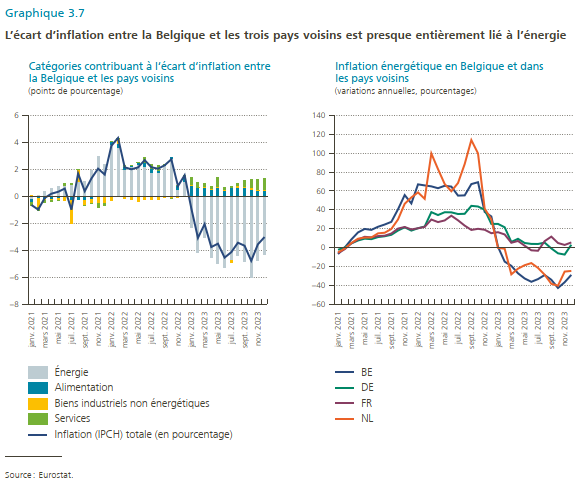 Graphique 3.7
L’écart d’inflation entre la Belgique et les trois pays voisins est presque entièrement lié à l’énergie
Catégories contribuant à l’écart d’inflation entre
la Belgique et les pays voisins
(points de pourcentage)
6
4
2
0
−2
−4
−6
−8
janv. 2021
mars 2021
mai 2021
juil. 2021
sept. 2021
nov. 2021
janv. 2022
mars 2022
mai 2022
juil. 2022
sept. 2022
nov. 2022
janv. 2023
mars 2023
mai 2023
juil. 2023
sept. 2023
nov. 2023
Énergie
Alimentation
Biens industriels non énergétiques
Services
Inflation (IPCH) totale (en pourcentage)
Inflation énergétique en Belgique et dans
les pays voisins
(variations annuelles, pourcentages)
140
120
100
80
60
40
20
0
−20
−40
−60
janv. 2021
mars 2021
mai 2021
juil. 2021
sept. 2021
nov. 2021
janv. 2022
mars 2022
mai 2022
juil. 2022
sept. 2022
nov. 2022
janv. 2023
mars 2023
mai 2023
juil. 2023
sept. 2023
nov. 2023
BE
DE
FR
NL
Source : Eurostat.